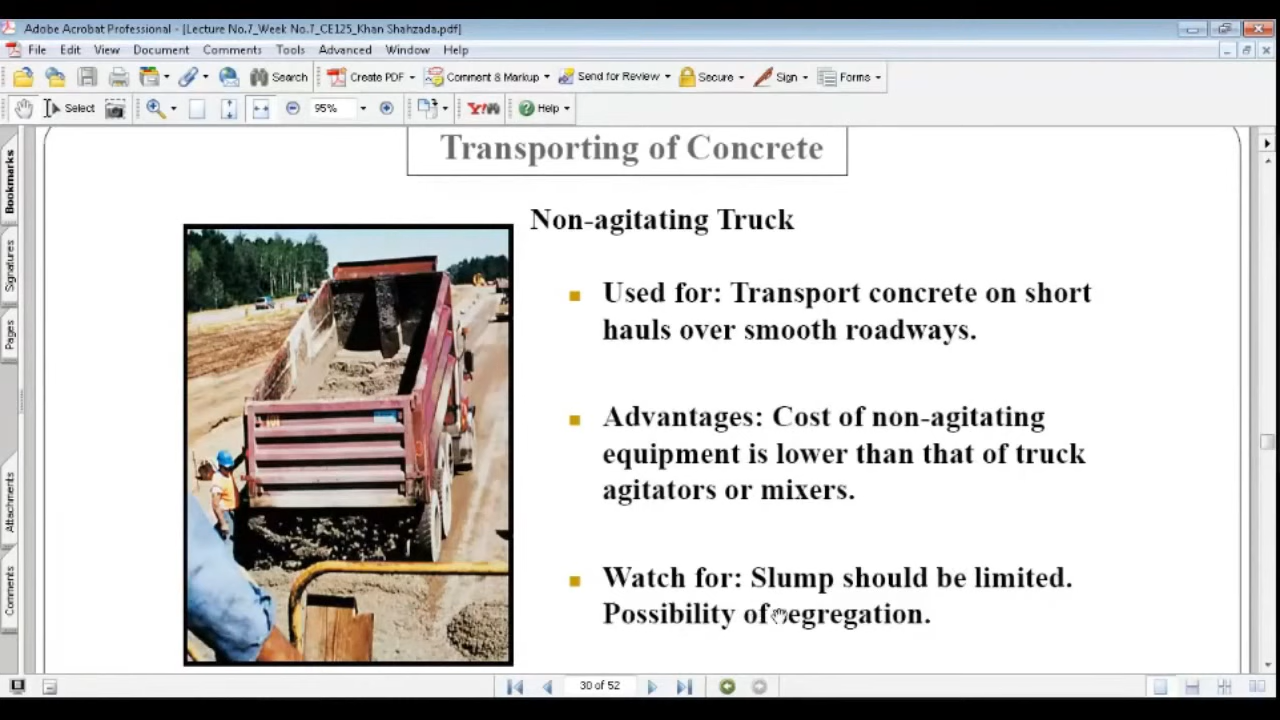 Adobe Acrobat Professional - [Lecture No.7_Week No.7_CE125_Khan Shahzada.pdf]
File Edit View Document Comments Tools Advanced Window Help
Search Create PDF Comment & Markup Send for Review Secure Sign Forms
Select 95% Y! Help
Bookmarks
Signatures
Pages
Attachments
Comments
Transporting of Concrete
Non-agitating Truck
Used for: Transport concrete on short
hauls over smooth roadways.
Advantages: Cost of non-agitating
equipment is lower than that of truck
agitators or mixers.
Watch for: Slump should be limited.
Possibility of segregation.
30 of 52